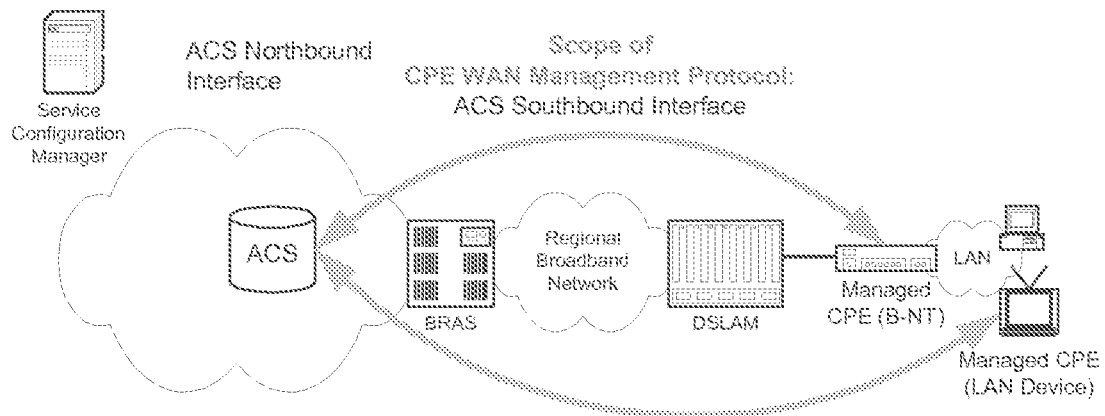 ACS Northbound
Interface
Scope of
CPE WAN Management Protocol:
ACS Southbound Interface
Service
Configuration
Manager
ACS
BRAS
Regional
Broadband
Network
DSLAM
Managed
CPE (B-NT)
LAN
Managed CPE
(LAN Device)